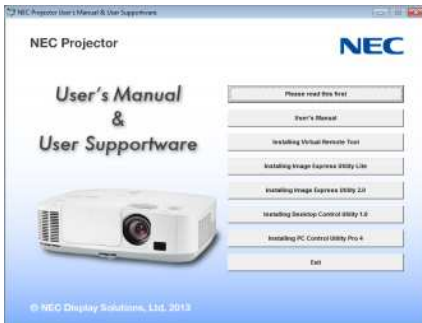 NEC Projector User's Manual & User Supportware
NEC Projector
NEC
User's Manual
&
User Supportware
Please read this first
User's Manual
Installing Virtual Remote Tool
Installing Image Express Utility Lite
Installing Image Express Utility 2.0
Installing Desktop Control Utility 1.0
Installing PC Control Utility Pro 4
Exit
© NEC Display Solutions, Ltd. 2013